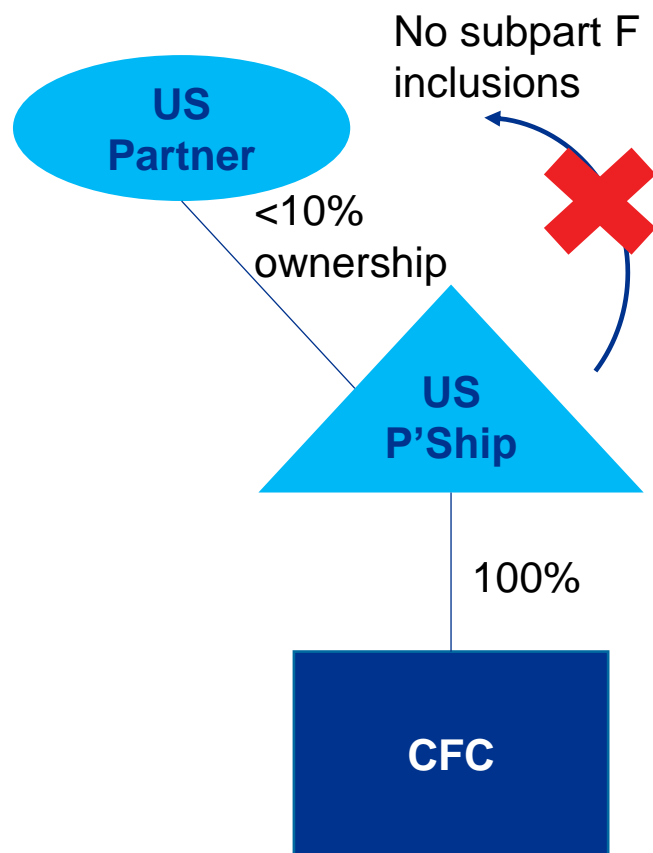 No subpart F
inclusions
US
Partner
<10%
ownership
US
P’Ship
100%
CFC